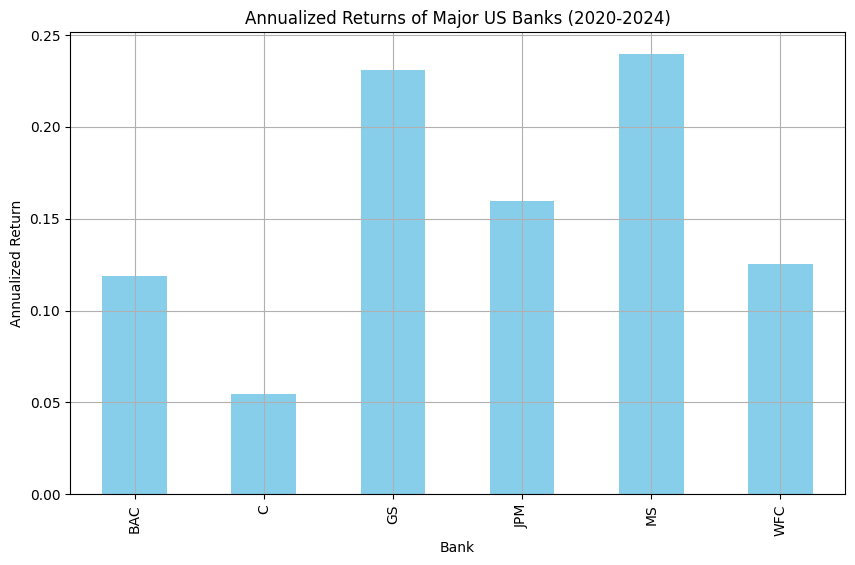 Annualized Returns of Major US Banks (2020-2024)
Annualized Return
0.25
0.20
0.15
0.10
0.05
0.00
BAC
C
GS
JPM
MS
WFC
Bank